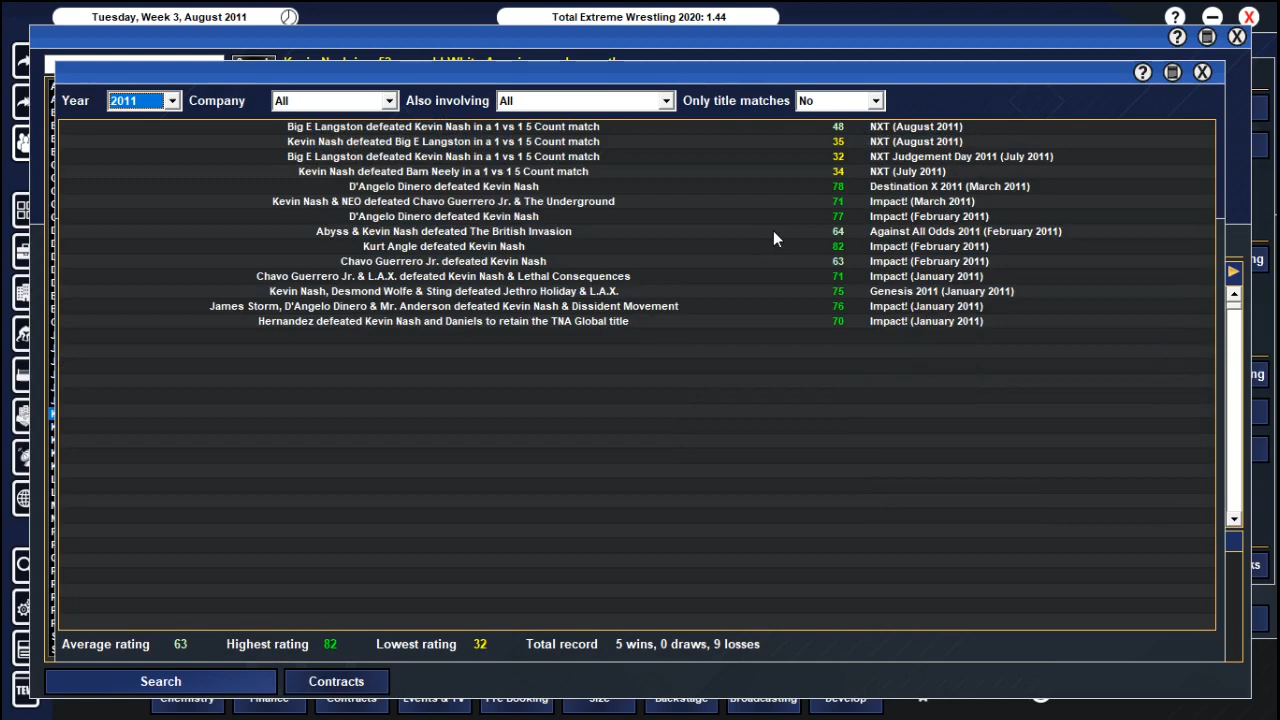 Tuesday, Week 3, August 2011
Total Extreme Wrestling 2020: 1.44
Year 2011 Company All Also involving All Only title matches No
Big E Langston defeated Kevin Nash in a 1 vs 1 5 Count match 48 NXT (August 2011)
Kevin Nash defeated Big E Langston in a 1 vs 1 5 Count match 35 NXT (August 2011)
Big E Langston defeated Kevin Nash in a 1 vs 1 5 Count match 32 NXT Judgement Day 2011 (July 2011)
Kevin Nash defeated Bam Neely in a 1 vs 1 5 Count match 34 NXT (July 2011)
D'Angelo Dinero defeated Kevin Nash 78 Destination X 2011 (March 2011)
Kevin Nash & NEO defeated Chavo Guerrero Jr. & The Underground 71 Impact! (March 2011)
D'Angelo Dinero defeated Kevin Nash 77 Impact! (February 2011)
Abyss & Kevin Nash defeated The British Invasion 64 Against All Odds 2011 (February 2011)
Kurt Angle defeated Kevin Nash 82 Impact! (February 2011)
Chavo Guerrero Jr. defeated Kevin Nash 63 Impact! (February 2011)
Chavo Guerrero Jr. & L.A.X. defeated Kevin Nash & Lethal Consequences 71 Impact! (January 2011)
Kevin Nash, Desmond Wolfe & Sting defeated Jethro Holiday & L.A.X. 75 Genesis 2011 (January 2011)
James Storm, D'Angelo Dinero & Mr. Anderson defeated Kevin Nash & Dissident Movement 76 Impact! (January 2011)
Hernandez defeated Kevin Nash and Daniels to retain the TNA Global title 70 Impact! (January 2011)
Average rating 63 Highest rating 82 Lowest rating 32 Total record 5 wins, 0 draws, 9 losses
Search Contracts
Chemistry Finance Contracts Events & TV Pre Booking Size Backstage Broadcasting Develop